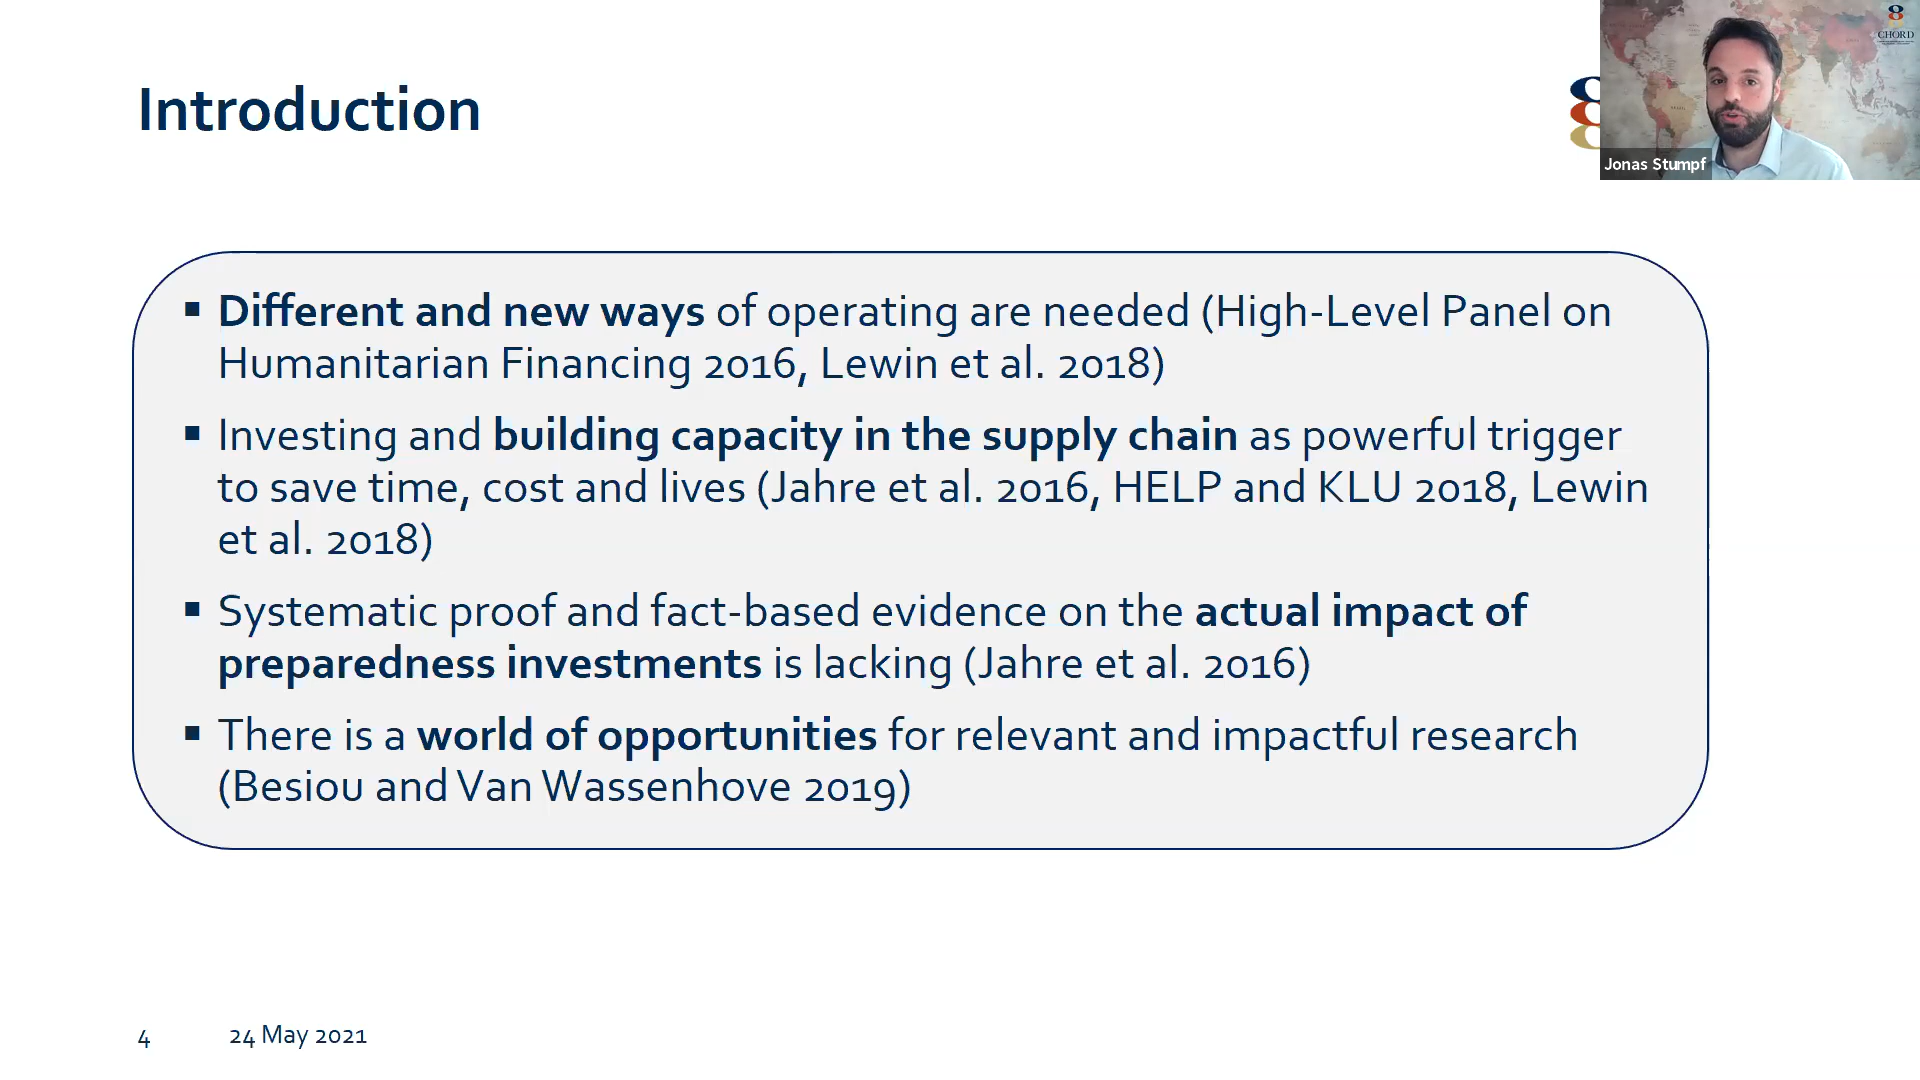 Introduction
CHORD
Jonas Stumpf
▪ Different and new ways of operating are needed (High-Level Panel on
Humanitarian Financing 2016, Lewin et al. 2018)
▪ Investing and building capacity in the supply chain as powerful trigger
to save time, cost and lives (Jahre et al. 2016, HELP and KLU 2018, Lewin
et al. 2018)
▪ Systematic proof and fact-based evidence on the actual impact of
preparedness investments is lacking (Jahre et al. 2016)
▪ There is a world of opportunities for relevant and impactful research
(Besiou and Van Wassenhove 2019)
4 24 May 2021